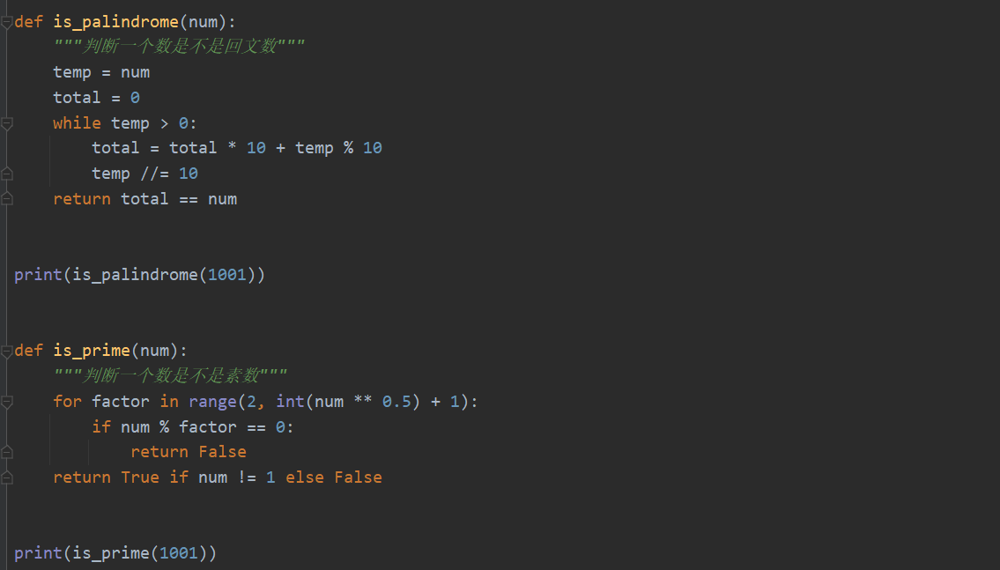 def is_palindrome(num):
    """判断一个数是不是回文数"""
    temp = num
    total = 0
    while temp > 0:
        total = total * 10 + temp % 10
        temp //= 10
    return total == num
print(is_palindrome(1001))
def is_prime(num):
    """判断一个数是不是素数"""
    for factor in range(2, int(num ** 0.5) + 1):
        if num % factor == 0:
            return False
    return True if num != 1 else False
print(is_prime(1001))